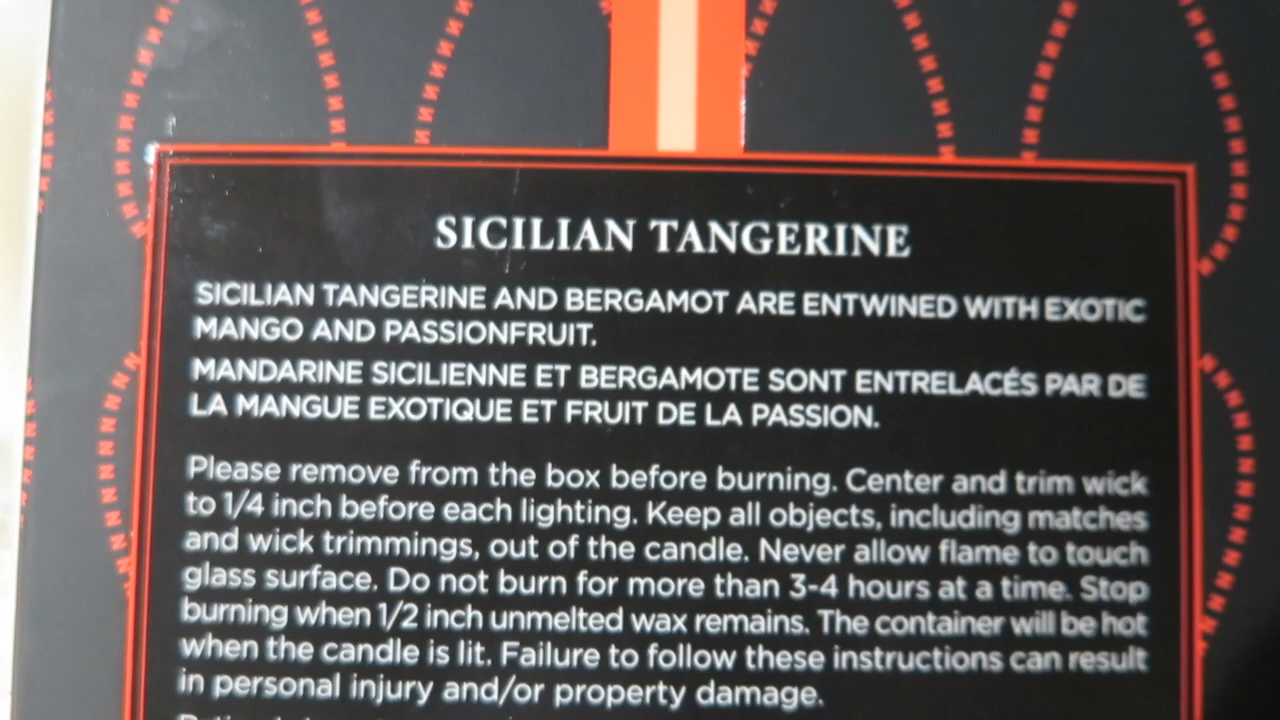 SICILIAN TANGERINE
SICILIAN TANGERINE AND BERGAMOT ARE ENTWINED WITH EXOTIC
MANGO AND PASSIONFRUIT.
MANDARINE SICILIENNE ET BERGAMOTE SONT ENTRELACÉS PAR DE
LA MANGUE EXOTIQUE ET FRUIT DE LA PASSION.
Please remove from the box before burning. Center and trim wick
to 1/4 inch before each lighting. Keep all objects, including matches
and wick trimmings, out of the candle. Never allow flame to touch
glass surface. Do not burn for more than 3-4 hours at a time. Stop
burning when 1/2 inch unmelted wax remains. The container will be hot
when the candle is lit. Failure to follow these instructions can result
in personal injury and/or property damage.